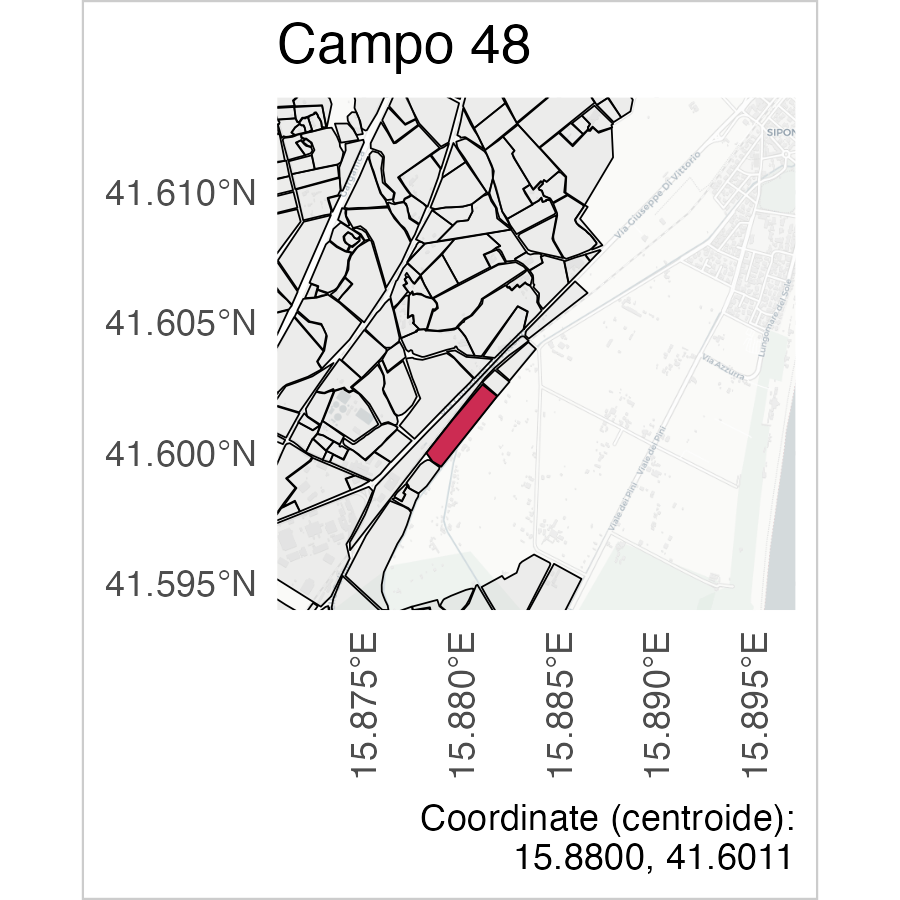 Campo 48
SIPON
Via Giuseppe Di Vittorio
Lungomare del Sole
Via Azzurra
Viale dei Pini
Viale dei Pini
41.610°N
41.605°N
41.600°N
41.595°N
15.875°E
15.880°E
15.885°E
15.890°E
15.895°E
Coordinate (centroide):
15.8800, 41.6011